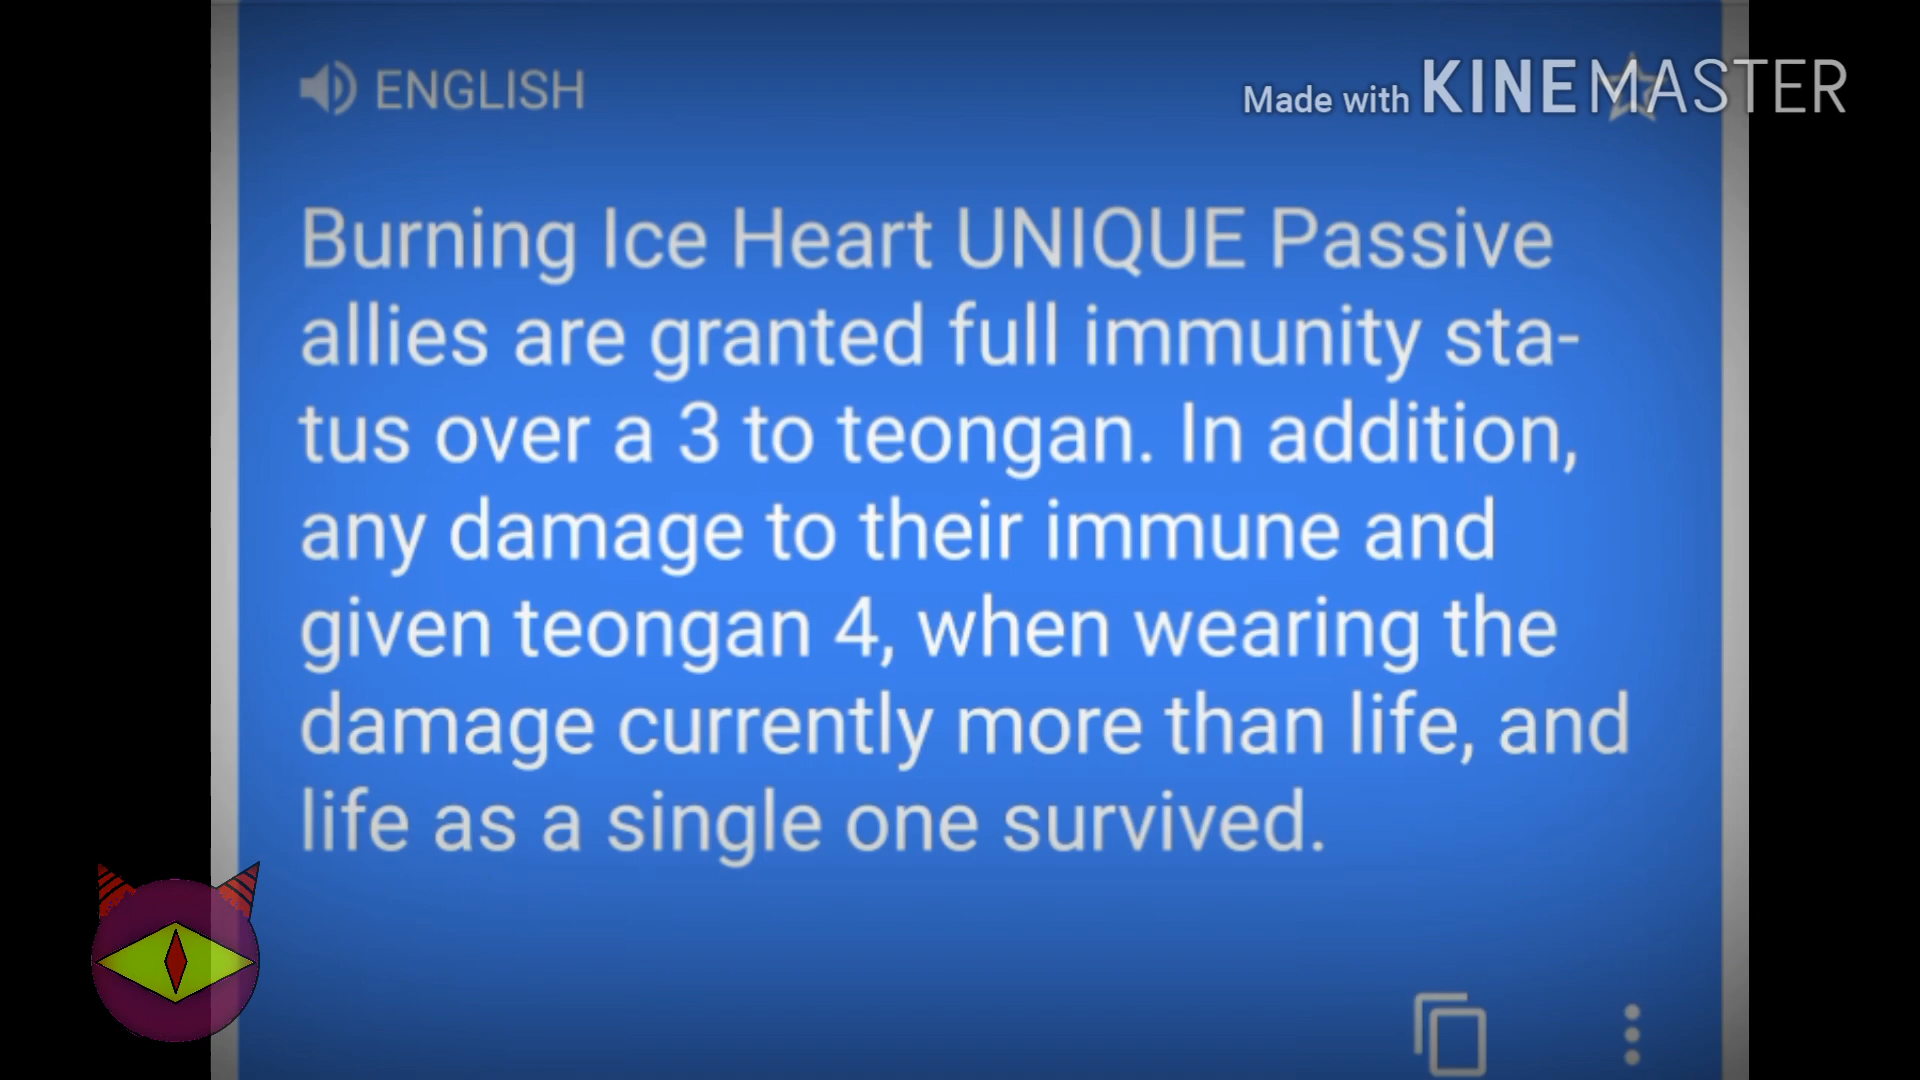 ENGLISH
Made with KINEMASTER
Burning Ice Heart UNIQUE Passive
allies are granted full immunity sta-
tus over a 3 to teongan. In addition,
any damage to their immune and
given teongan 4, when wearing the
damage currently more than life, and
life as a single one survived.